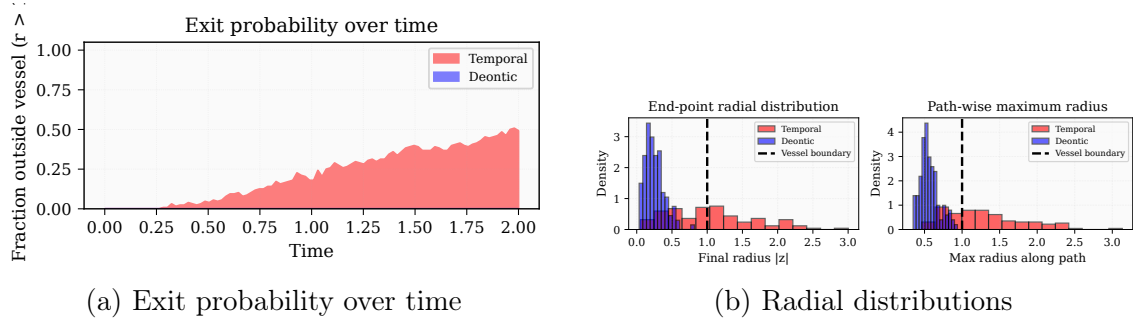 Exit probability over time
Fraction outside vessel (r >
1.00
0.75
0.50
0.25
0.00
Temporal
Deontic
0.00 0.25 0.50 0.75 1.00 1.25 1.50 1.75 2.00
Time
(a) Exit probability over time
End-point radial distribution
Density
3
2
1
0
Temporal
Deontic
Vessel boundary
0.0 0.5 1.0 1.5 2.0 2.5 3.0
Final radius |z|
Path-wise maximum radius
Density
4
2
0
Temporal
Deontic
Vessel boundary
0.5 1.0 1.5 2.0 2.5 3.0
Max radius along path
(b) Radial distributions